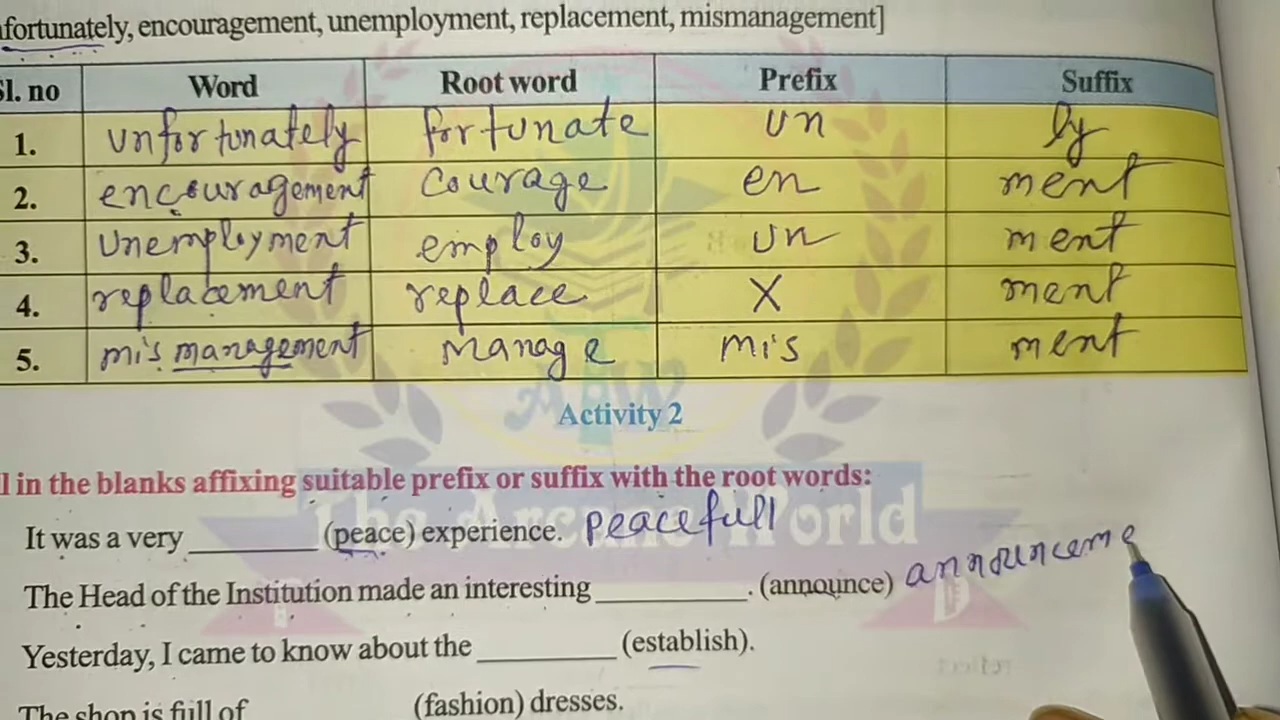 fortunately, encouragement, unemployment, replacement, mismanagement]
Sl. no Word Root word Prefix Suffix
1. unfortunately fortunate un ly
2. encouragement courage en ment
3. unemployment employ un ment
4. replacement replace X ment
5. mismanagement manage mis ment
Activity 2
l in the blanks affixing suitable prefix or suffix with the root words:
It was a very ________ (peace) experience. peacefull
The Head of the Institution made an interesting __________. (announce) announceme
Yesterday, I came to know about the _________ (establish).
The shop is full of (fashion) dresses.
The Arc World